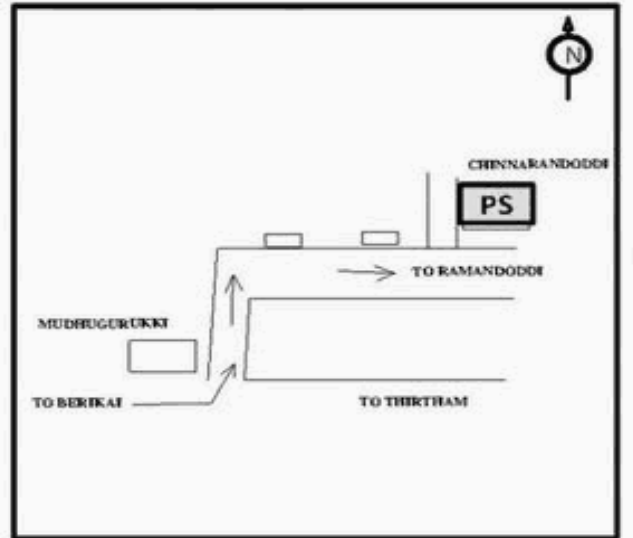 N
CHINNARANDODDI
PS
TO RAMANDODDI
MUDHUGURUKKI
TO BERIKAI
TO THIRTHAM